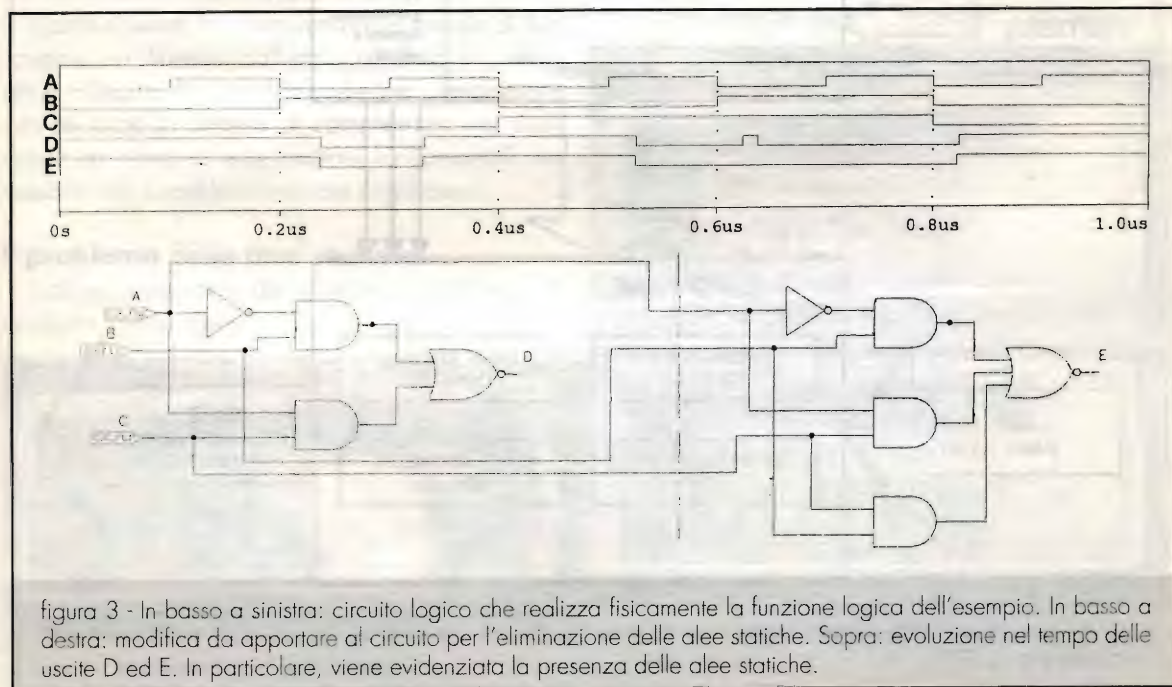 A
B
C
D
E
0s 0.2us 0.4us 0.6us 0.8us 1.0us
A
B
C
D
E
figura 3 - In basso a sinistra: circuito logico che realizza fisicamente la funzione logica dell'esempio. In basso a
destra: modifica da apportare al circuito per l'eliminazione delle alee statiche. Sopra: evoluzione nel tempo delle
uscite D ed E. In particolare, viene evidenziata la presenza delle alee statiche.